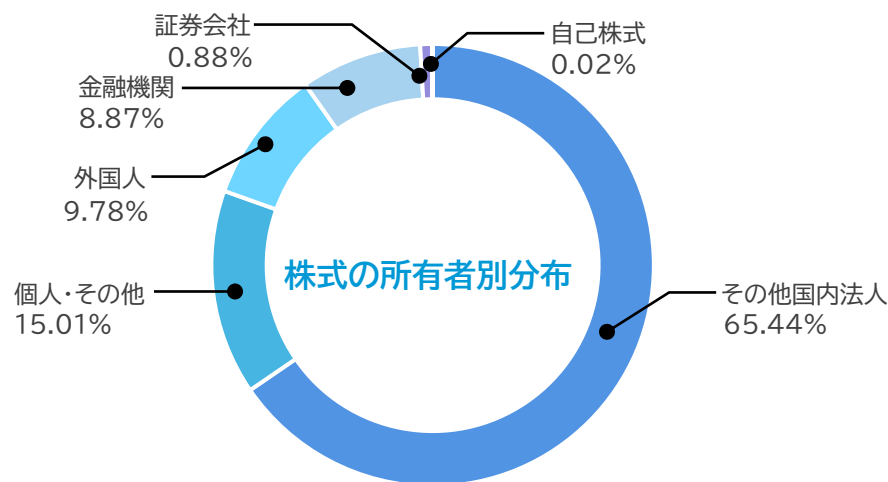 証券会社
0.88%
自己株式
0.02%
金融機関
8.87%
外国人
9.78%
株式の所有者別分布
個人・その他
15.01%
その他国内法人
65.44%